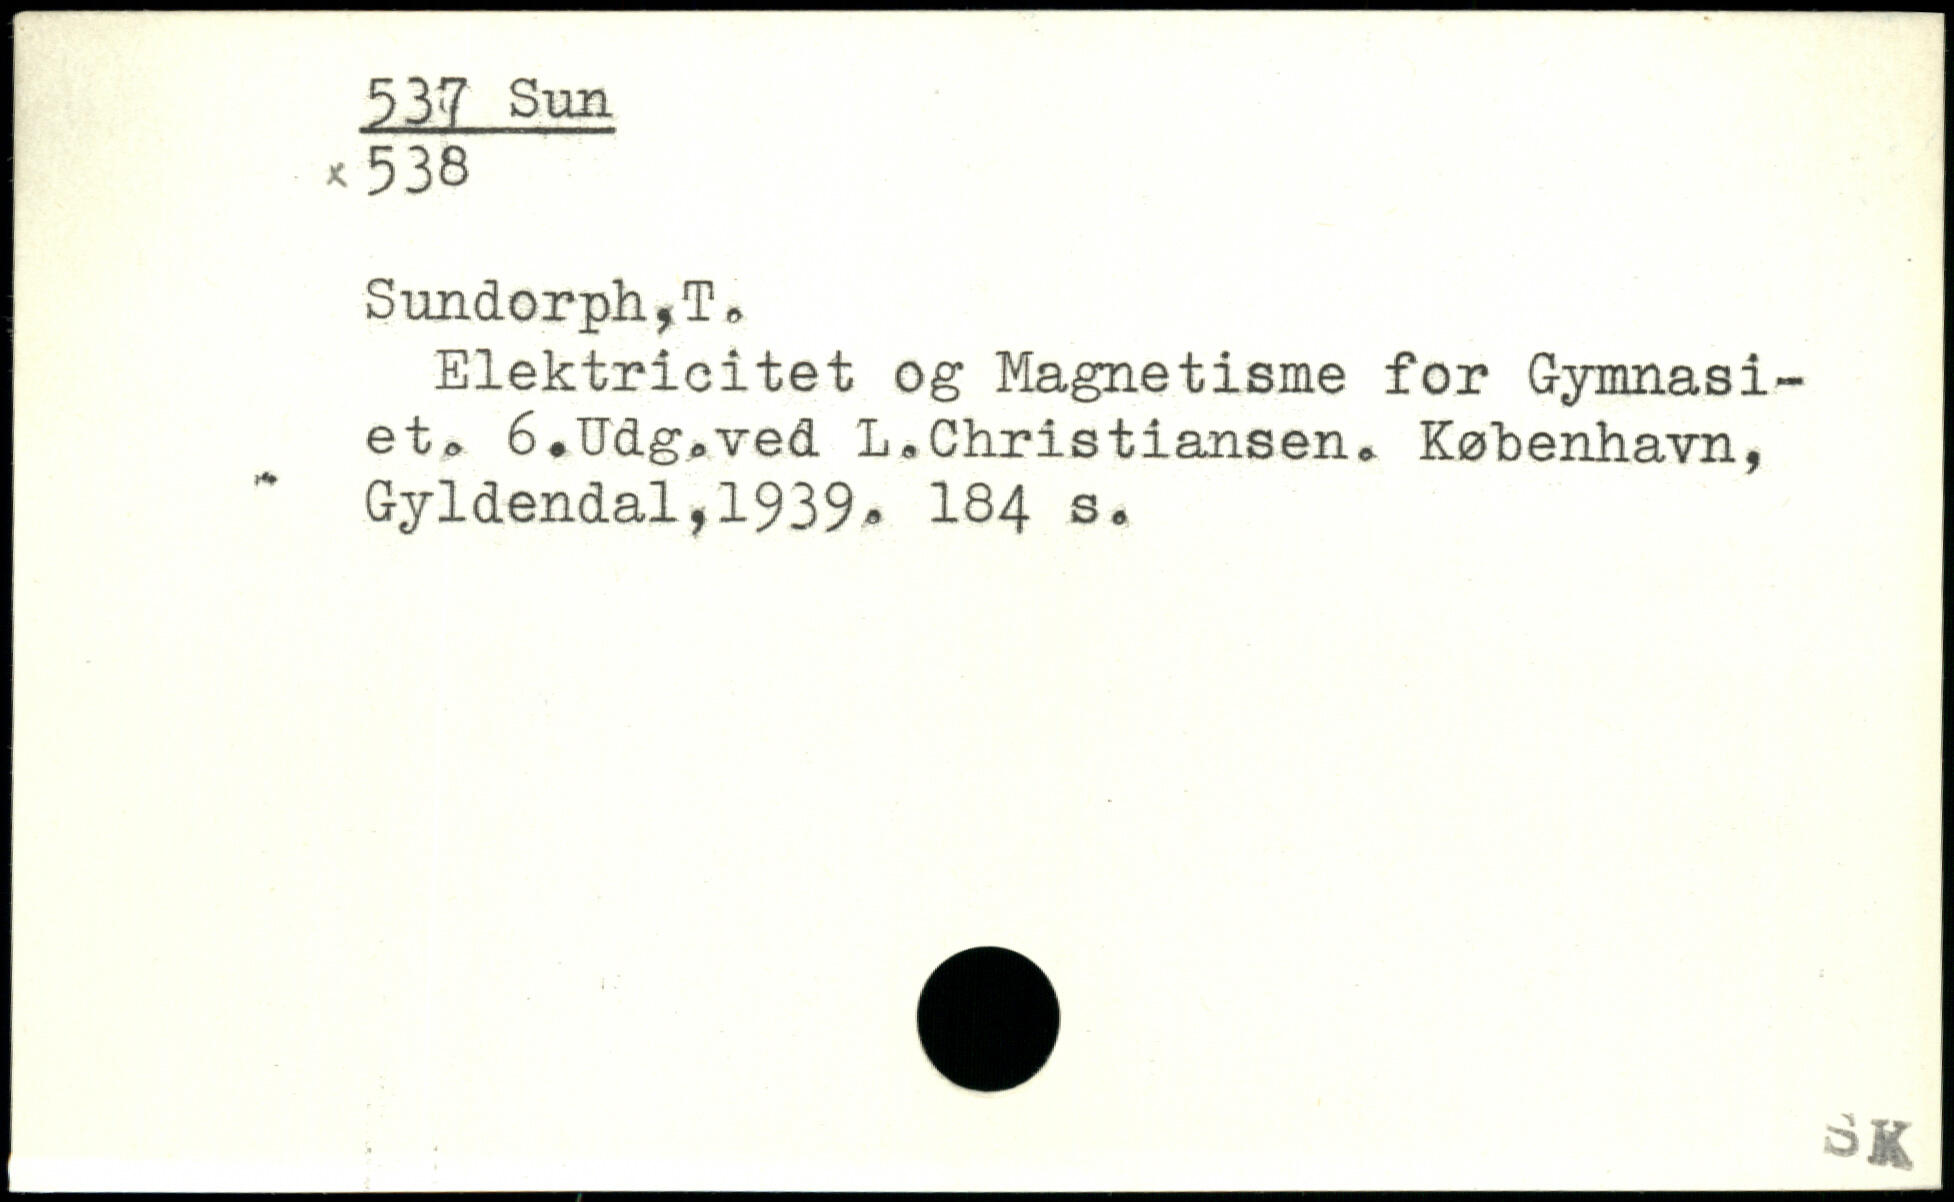 537 Sun
x 538
Sundorph,T.
Elektricitet og Magnetisme for Gymnasi-
et. 6.Udg.ved L.Christiansen. København,
Gyldendal,1939. 184 s.
SK